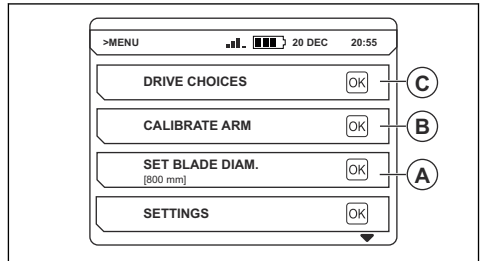 >MENU 20 DEC 20:55
DRIVE CHOICES OK C
CALIBRATE ARM OK B
SET BLADE DIAM. OK A
[800 mm]
SETTINGS OK